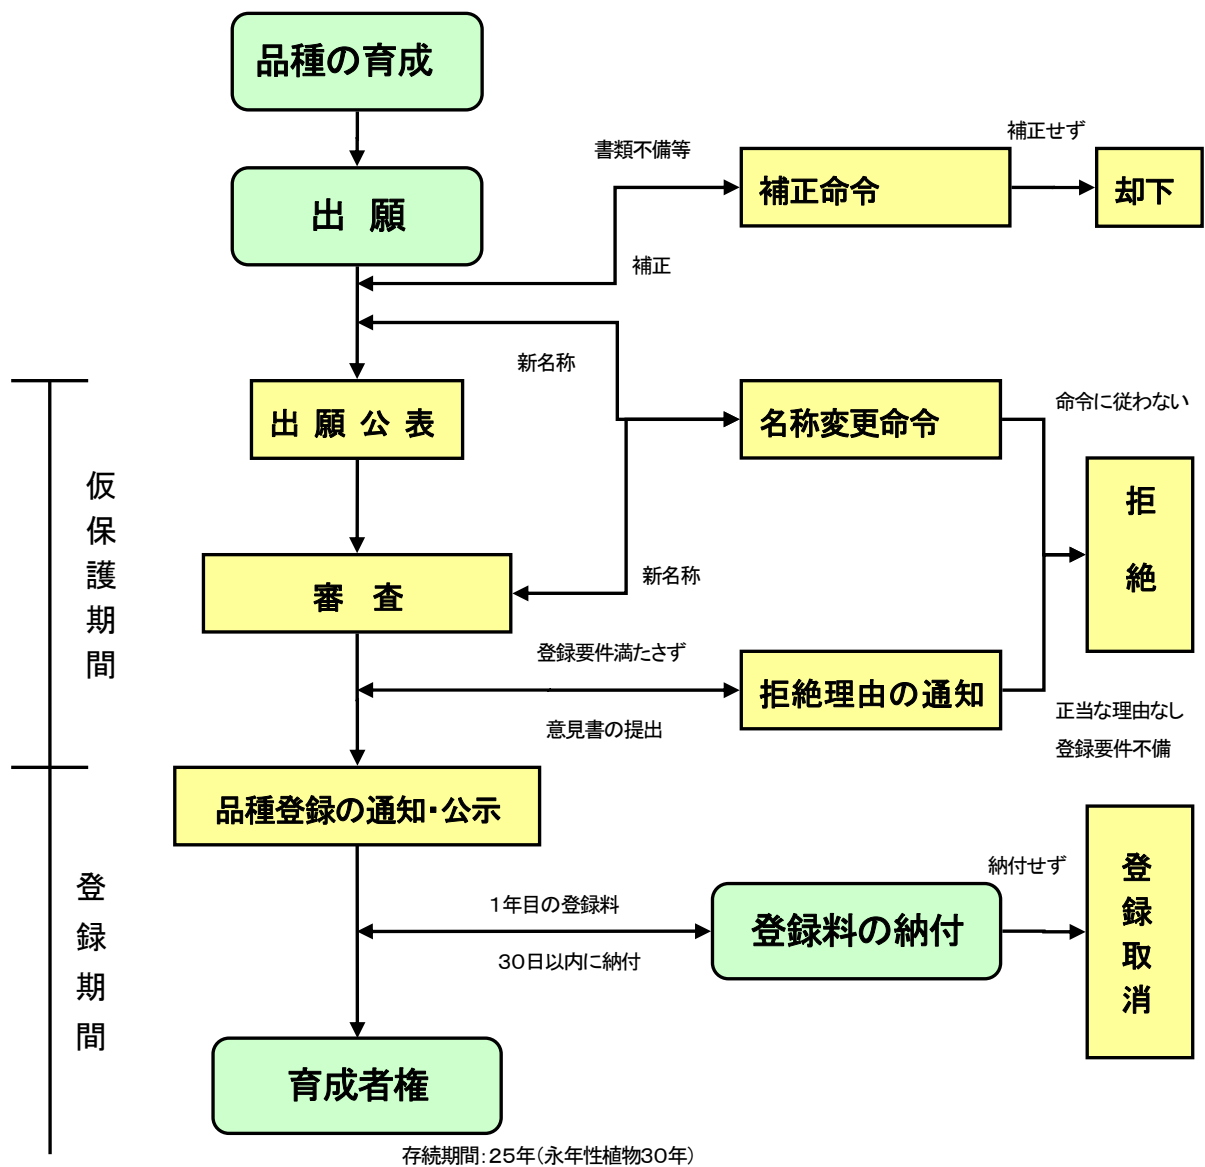 品種の育成
補正せず
書類不備等
補正命令
却下
出 願
補正
新名称
命令に従わない
出 願 公 表
名称変更命令
仮保護期間
拒絶
新名称
審 査
登録要件満たさず
拒絶理由の通知
意見書の提出
正当な理由なし
登録要件不備
品種登録の通知・公示
登録期間
納付せず
登録取消
1年目の登録料
登録料の納付
30日以内に納付
育成者権
存続期間:25年(永年性植物30年)